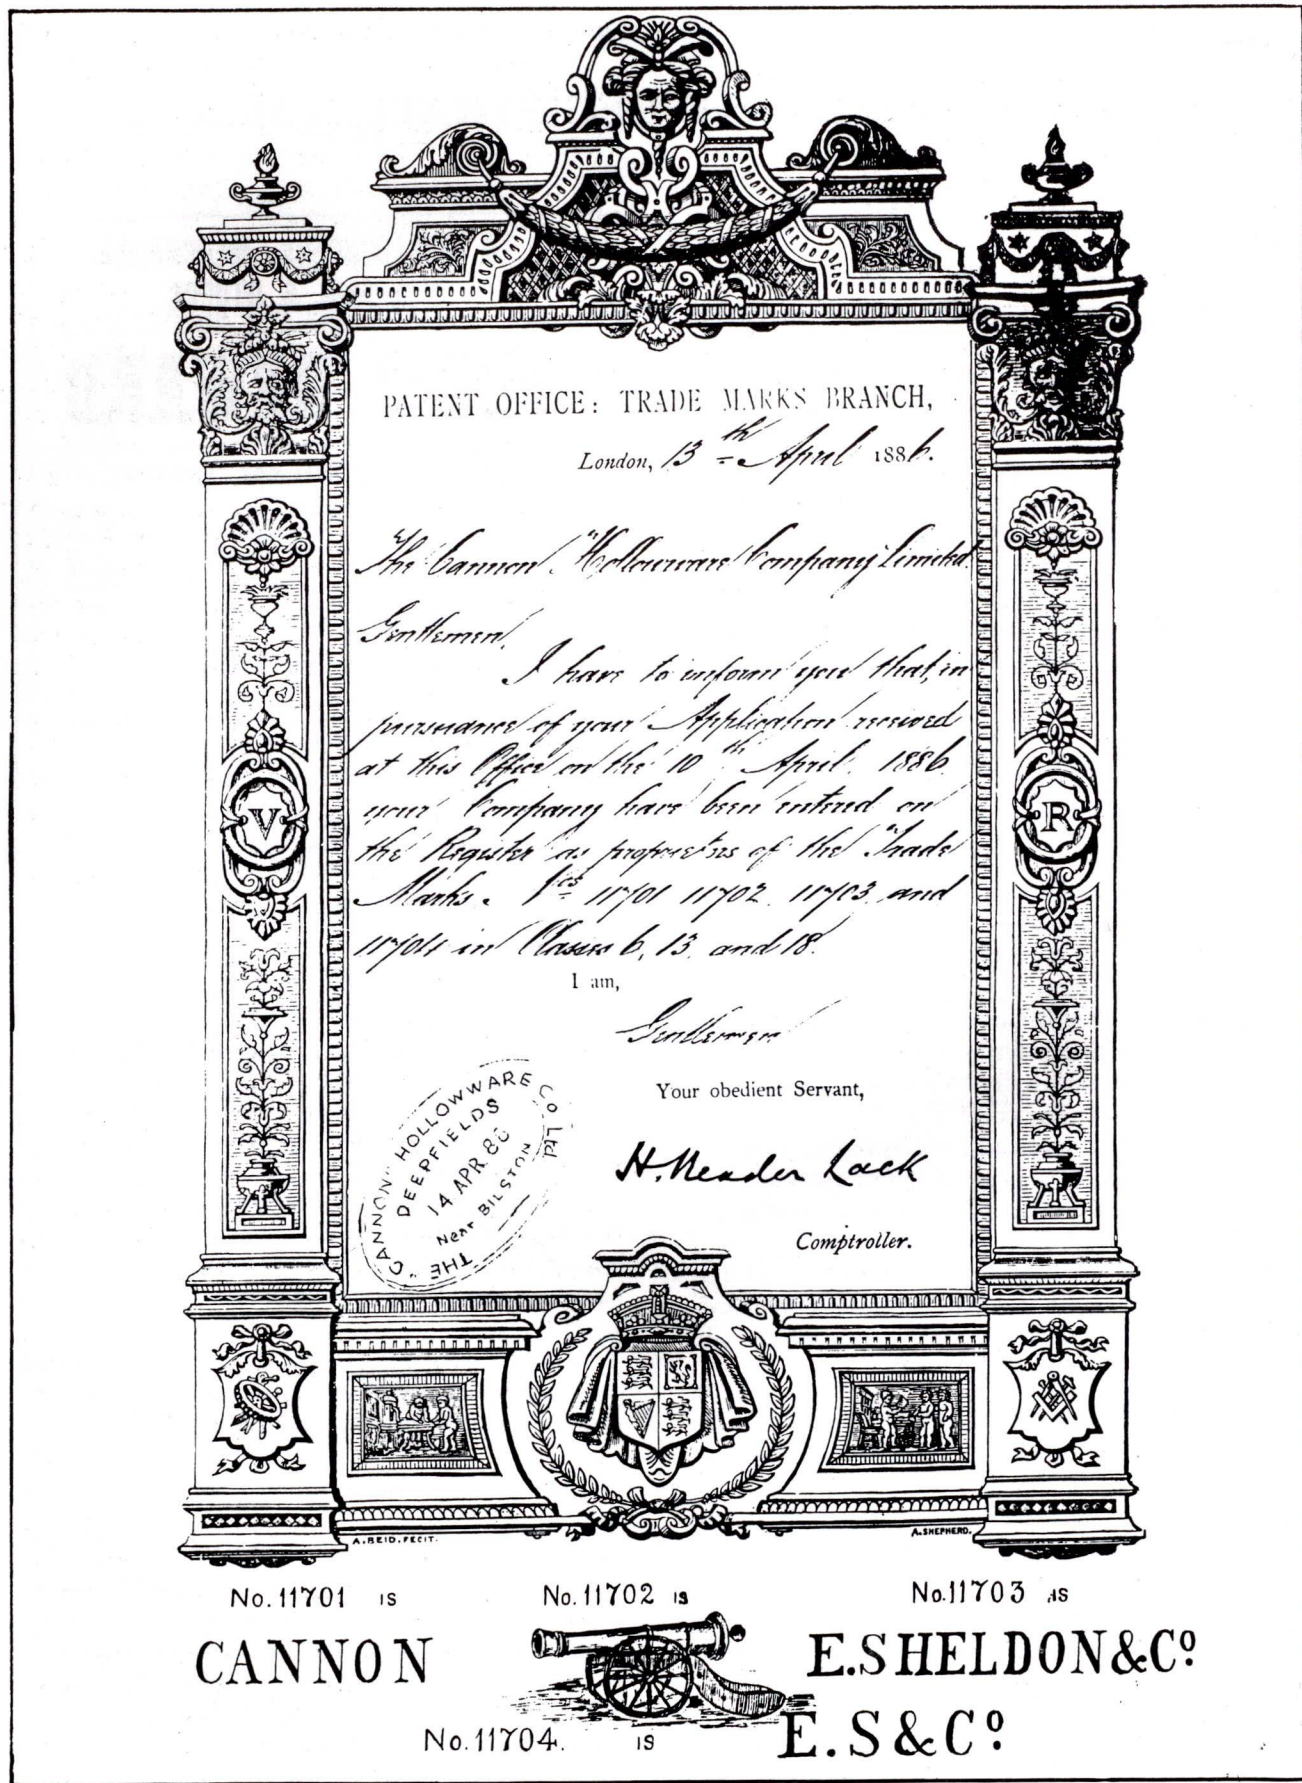 PATENT OFFICE: TRADE MARKS BRANCH,
London, 13th April 1886.
The Cannon Hollowware Company Limited.
Gentlemen,
I have to inform you that, in
pursuance of your Application received
at this Office on the 10th April 1886
your Company have been entered on
the Register as proprietors of the Trade
Marks. Nos 11701 11702. 11703 and
11704 in Classes 6, 13, and 18.
I am,
Gentlemen
Your obedient Servant,
H. Reader Lack
Comptroller.
THE "CANNON" HOLLOWWARE Co Ltd
DEEPFIELDS
14 APR 86
Near BILSTON
V
R
A. REID. FECIT.
A. SHEPHERD.
No. 11701 IS
CANNON
No. 11702 IS
No. 11703 IS
E. SHELDON & Co.
No. 11704. IS
E. S & Co.